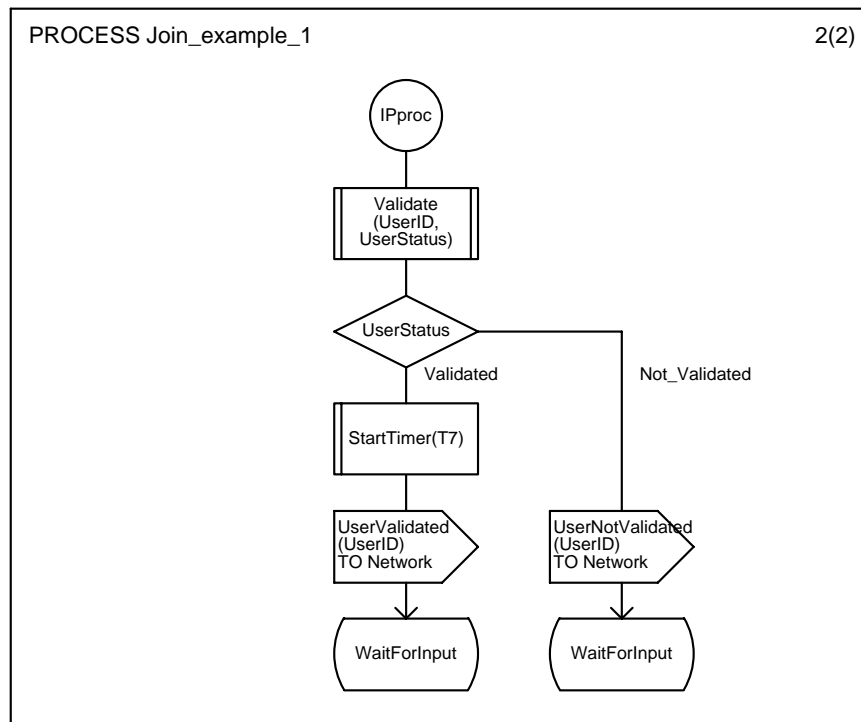 PROCESS Join_example_1
2(2)
IPproc
Validate
(UserID,
UserStatus)
UserStatus
Validated
Not_Validated
StartTimer(T7)
UserValidated
(UserID)
TO Network
UserNotValidated
(UserID)
TO Network
WaitForInput
WaitForInput